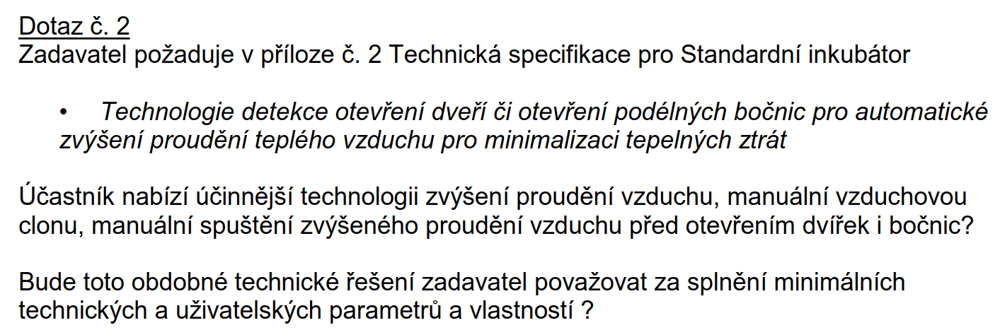 Dotaz č. 2
Zadavatel požaduje v příloze č. 2 Technická specifikace pro Standardní inkubátor
• Technologie detekce otevření dveří či otevření podélných bočnic pro automatické
zvýšení proudění teplého vzduchu pro minimalizaci tepelných ztrát
Účastník nabízí účinnější technologii zvýšení proudění vzduchu, manuální vzduchovou
clonu, manuální spuštění zvýšeného proudění vzduchu před otevřením dvířek i bočnic?
Bude toto obdobné technické řešení zadavatel považovat za splnění minimálních
technických a uživatelských parametrů a vlastností ?